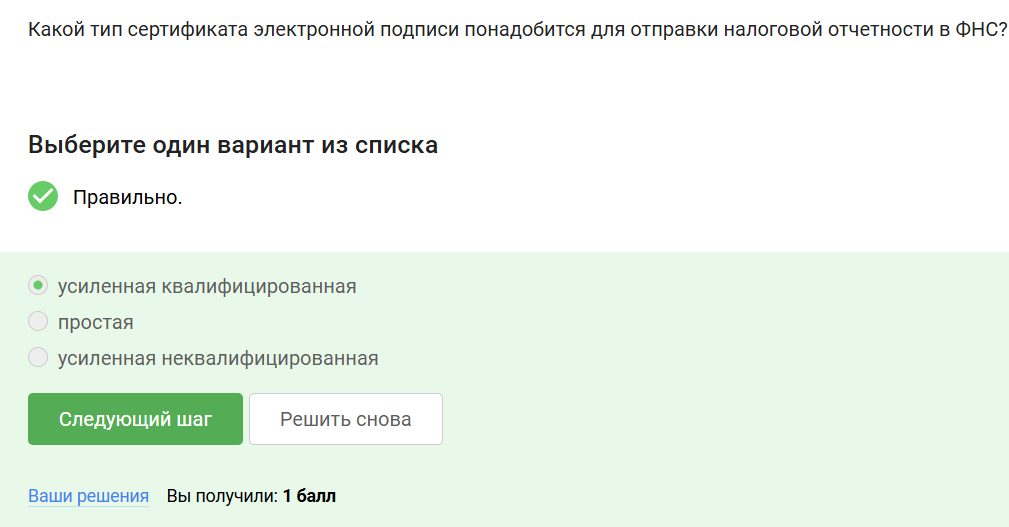 Какой тип сертификата электронной подписи понадобится для отправки налоговой отчетности в ФНС?
Выберите один вариант из списка
Правильно.
усиленная квалифицированная
простая
усиленная неквалифицированная
Следующий шаг
Решить снова
Ваши решения Вы получили: 1 балл